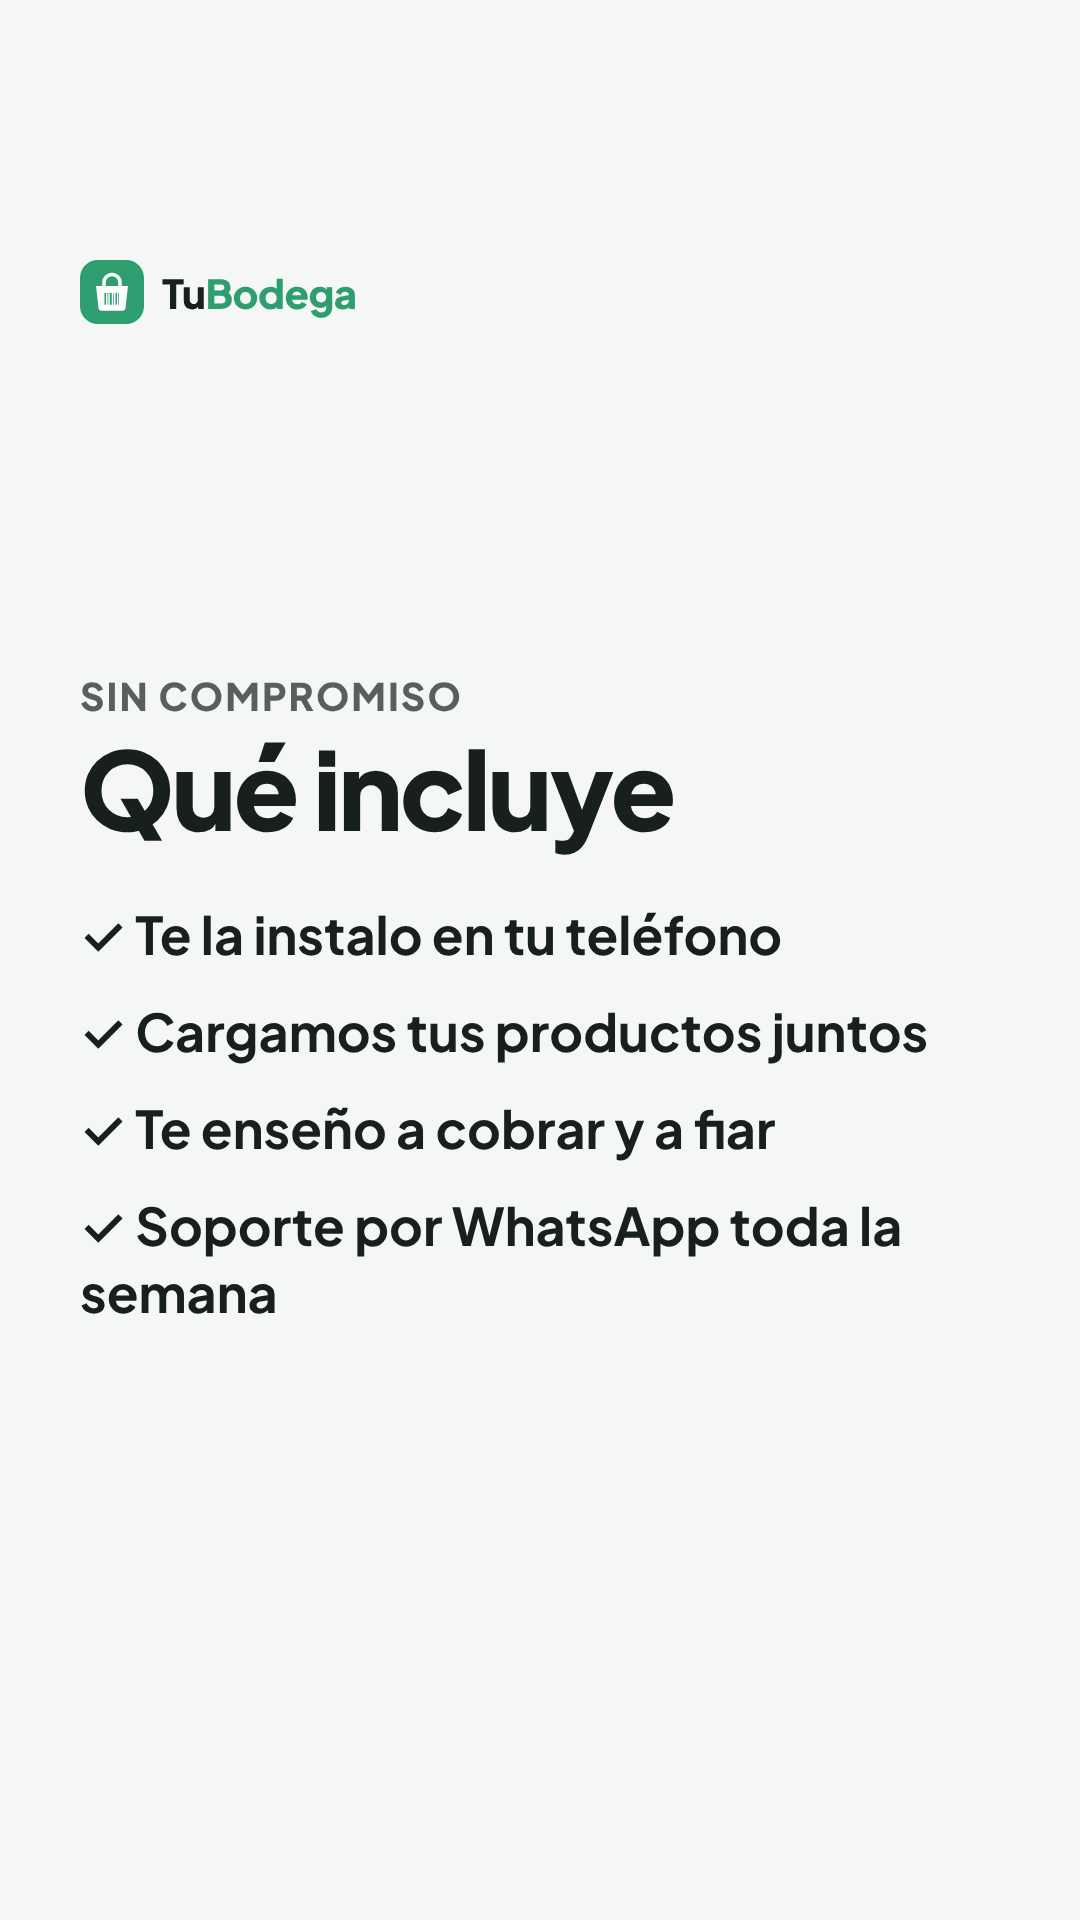 TuBodega
SIN COMPROMISO
Qué incluye
✓ Te la instalo en tu teléfono
✓ Cargamos tus productos juntos
✓ Te enseño a cobrar y a fiar
✓ Soporte por WhatsApp toda la
semana